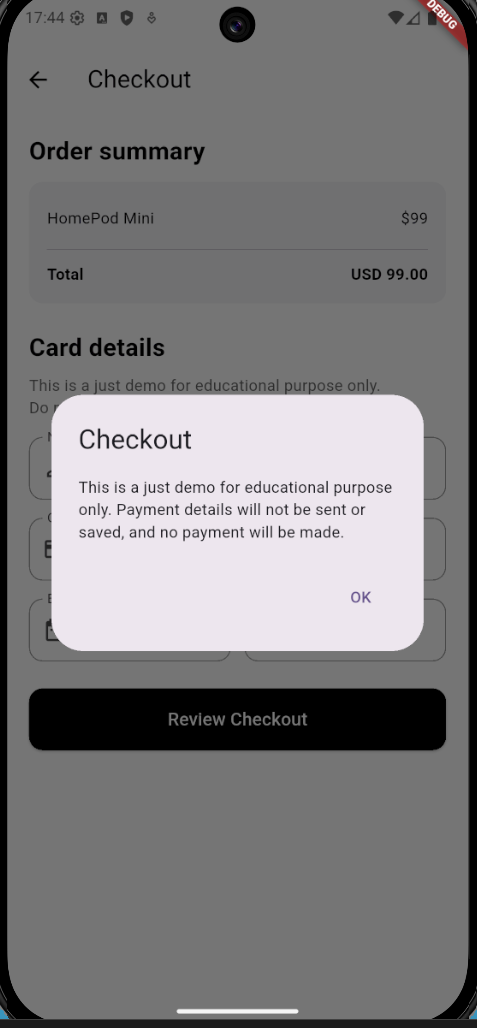 17:44
DEBUG
Checkout
Order summary
HomePod Mini $99
Total USD 99.00
Card details
This is a just demo for educational purpose only.
Do
Checkout
This is a just demo for educational purpose
only. Payment details will not be sent or
saved, and no payment will be made.
OK
Review Checkout